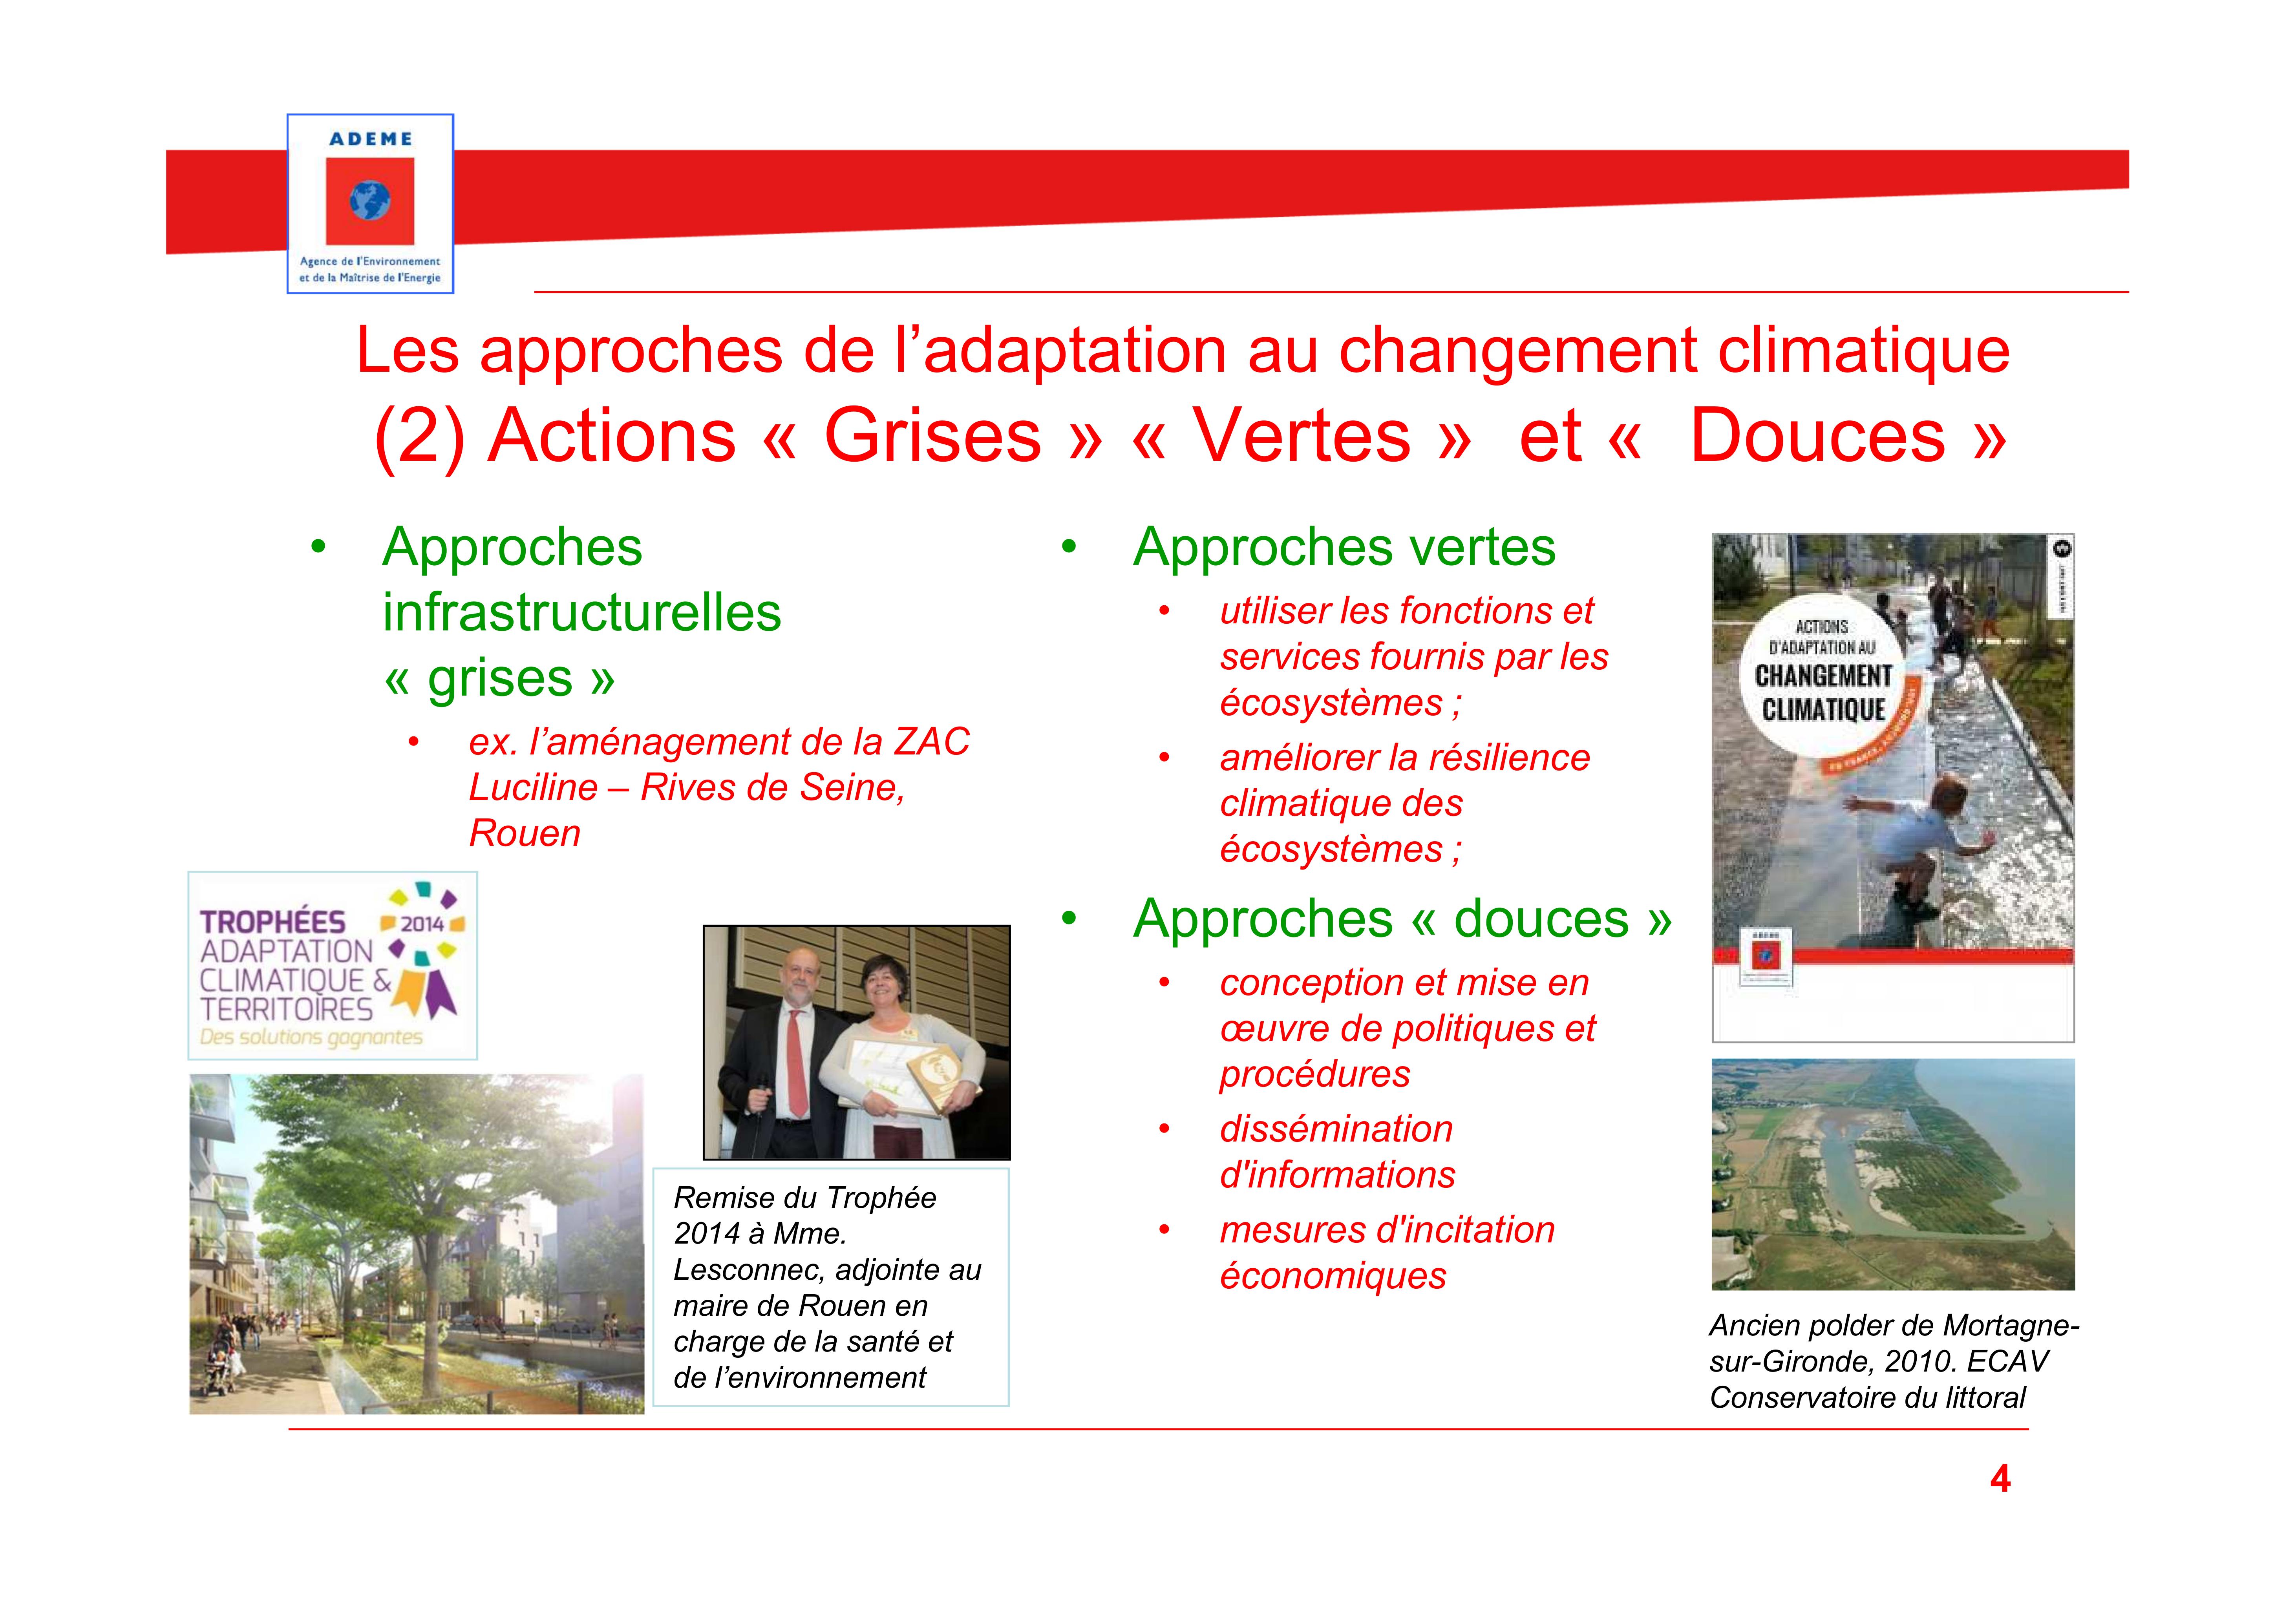 ADEME
Agence de l'Environnement
et de la Maîtrise de l'Energie
Les approches de l’adaptation au changement climatique
(2) Actions « Grises » « Vertes »  et «  Douces »
• Approches
infrastructurelles
« grises »
• ex. l’aménagement de la ZAC
Luciline – Rives de Seine,
Rouen
TROPHÉES
2014
ADAPTATION
CLIMATIQUE &
TERRITOIRES
Des solutions gagnantes
Remise du Trophée
2014 à Mme.
Lesconnec, adjointe au
maire de Rouen en
charge de la santé et
de l’environnement
• Approches vertes
• utiliser les fonctions et
services fournis par les
écosystèmes ;
• améliorer la résilience
climatique des
écosystèmes ;
• Approches « douces »
• conception et mise en
œuvre de politiques et
procédures
• dissémination
d'informations
• mesures d'incitation
économiques
ACTIONS
D'ADAPTATION AU
CHANGEMENT
CLIMATIQUE
ADEME
Ancien polder de Mortagne-
sur-Gironde, 2010. ECAV
Conservatoire du littoral
4